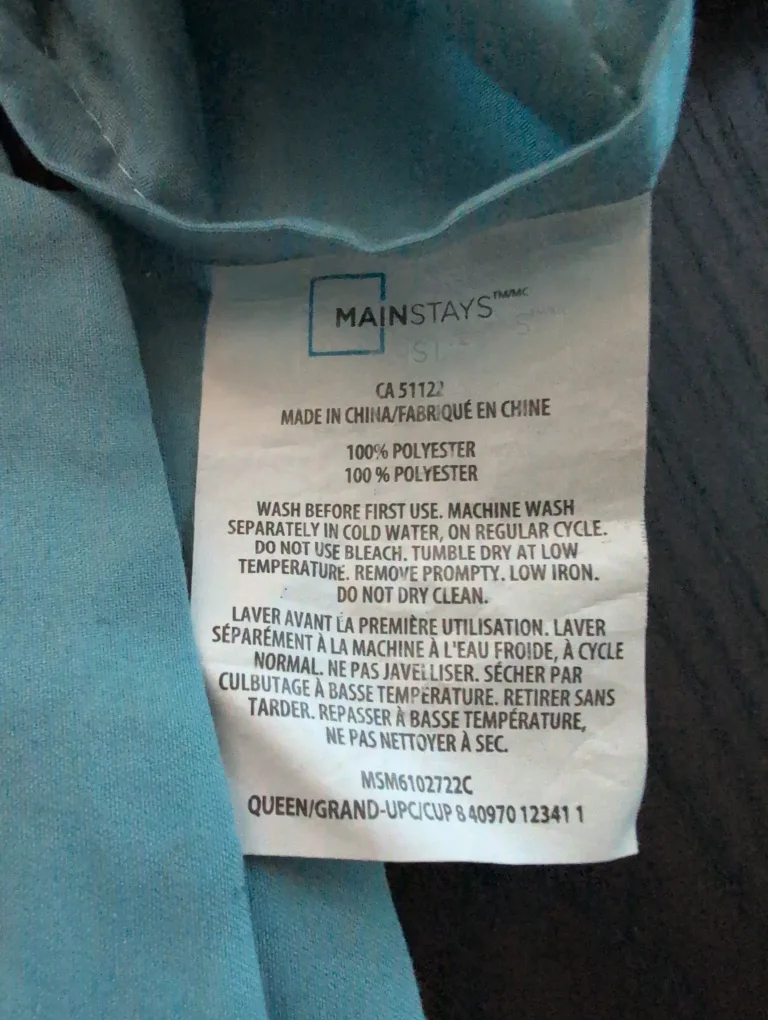 MAINSTAYS™/MC
CA 51122
MADE IN CHINA/FABRIQUÉ EN CHINE
100% POLYESTER
100 % POLYESTER
WASH BEFORE FIRST USE. MACHINE WASH
SEPARATELY IN COLD WATER, ON REGULAR CYCLE.
DO NOT USE BLEACH. TUMBLE DRY AT LOW
TEMPERATURE. REMOVE PROMPTY. LOW IRON.
DO NOT DRY CLEAN.
LAVER AVANT LA PREMIÈRE UTILISATION. LAVER
SÉPARÉMENT À LA MACHINE À L'EAU FROIDE, À CYCLE
NORMAL. NE PAS JAVELLISER. SÉCHER PAR
CULBUTAGE À BASSE TEMPÉRATURE. RETIRER SANS
TARDER. REPASSER À BASSE TEMPÉRATURE,
NE PAS NETTOYER À SEC.
MSM6102722C
QUEEN/GRAND-UPC/CUP 8 40970 12341 1